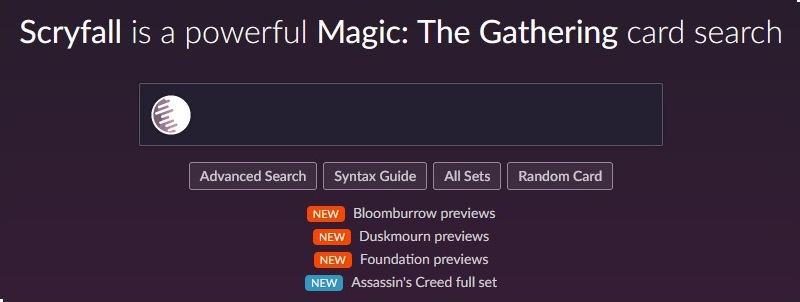 Scryfall is a powerful Magic: The Gathering card search
Advanced Search Syntax Guide All Sets Random Card
NEW Bloomburrow previews
NEW Duskmourn previews
NEW Foundation previews
NEW Assassin's Creed full set